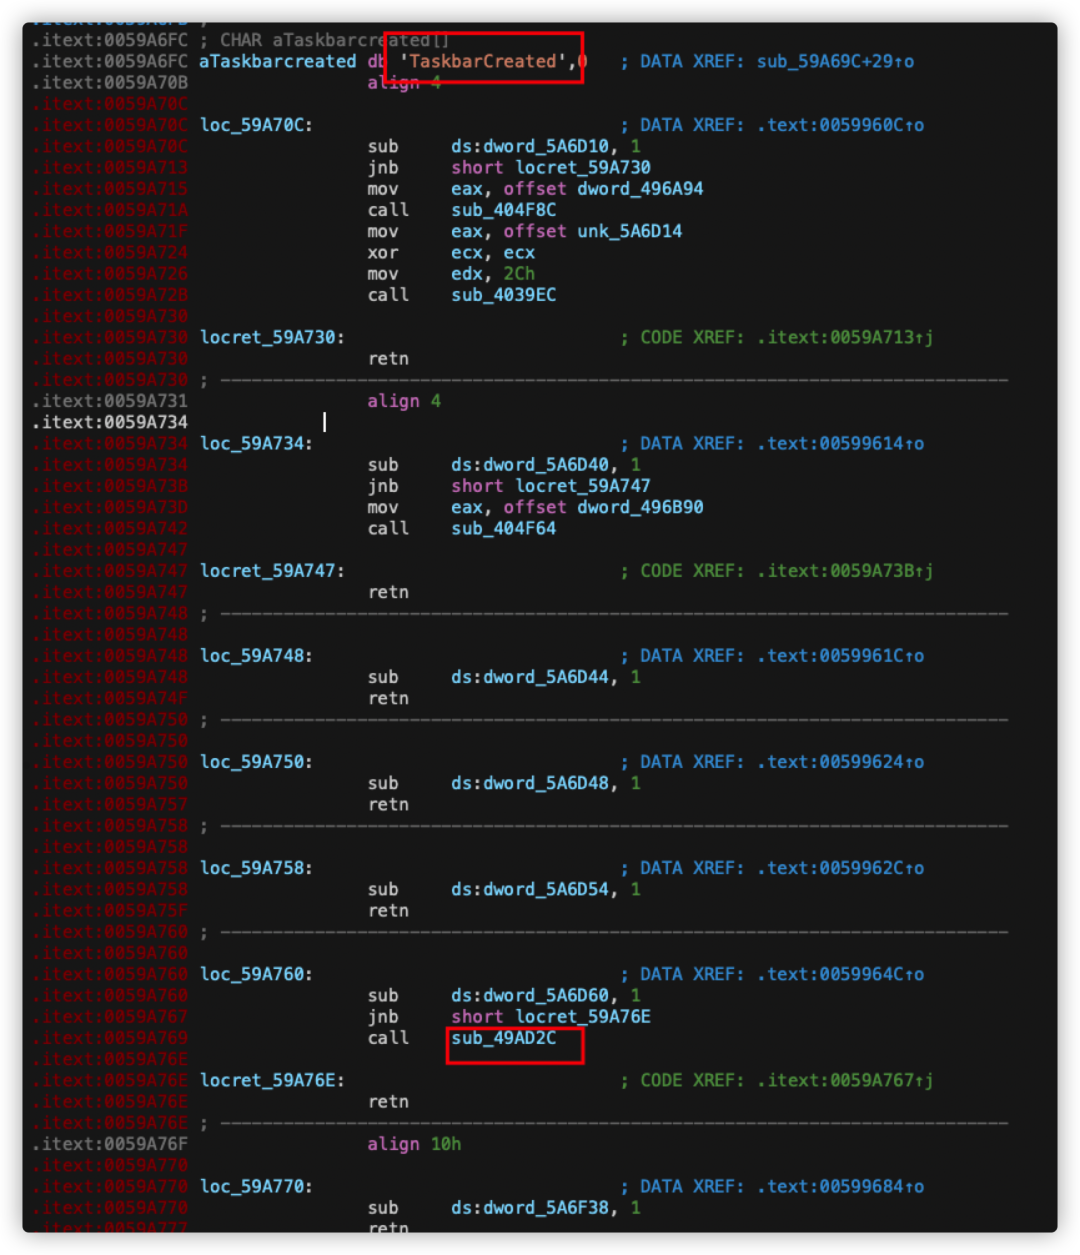 .itext:0059A6FC ; CHAR aTaskbarcreated[]
.itext:0059A6FC aTaskbarcreated db 'TaskbarCreated',0 ; DATA XREF: sub_59A69C+29↑o
.itext:0059A70B align 4
.itext:0059A70C
.itext:0059A70C loc_59A70C: ; DATA XREF: .text:0059960C↑o
.itext:0059A70C sub ds:dword_5A6D10, 1
.itext:0059A713 jnb short locret_59A730
.itext:0059A715 mov eax, offset dword_496A94
.itext:0059A71A call sub_404F8C
.itext:0059A71F mov eax, offset unk_5A6D14
.itext:0059A724 xor ecx, ecx
.itext:0059A726 mov edx, 2Ch
.itext:0059A72B call sub_4039EC
.itext:0059A730
.itext:0059A730 locret_59A730: ; CODE XREF: .itext:0059A713↑j
.itext:0059A730 retn
.itext:0059A730 ; ---------------------------------------------------------------------------
.itext:0059A731 align 4
.itext:0059A734
.itext:0059A734 loc_59A734: ; DATA XREF: .text:00599614↑o
.itext:0059A734 sub ds:dword_5A6D40, 1
.itext:0059A73B jnb short locret_59A747
.itext:0059A73D mov eax, offset dword_496B90
.itext:0059A742 call sub_404F64
.itext:0059A747
.itext:0059A747 locret_59A747: ; CODE XREF: .itext:0059A73B↑j
.itext:0059A747 retn
.itext:0059A748 ; ---------------------------------------------------------------------------
.itext:0059A748
.itext:0059A748 loc_59A748: ; DATA XREF: .text:0059961C↑o
.itext:0059A748 sub ds:dword_5A6D44, 1
.itext:0059A74F retn
.itext:0059A750 ; ---------------------------------------------------------------------------
.itext:0059A750
.itext:0059A750 loc_59A750: ; DATA XREF: .text:00599624↑o
.itext:0059A750 sub ds:dword_5A6D48, 1
.itext:0059A757 retn
.itext:0059A758 ; ---------------------------------------------------------------------------
.itext:0059A758
.itext:0059A758 loc_59A758: ; DATA XREF: .text:0059962C↑o
.itext:0059A758 sub ds:dword_5A6D54, 1
.itext:0059A75F retn
.itext:0059A760 ; ---------------------------------------------------------------------------
.itext:0059A760
.itext:0059A760 loc_59A760: ; DATA XREF: .text:0059964C↑o
.itext:0059A760 sub ds:dword_5A6D60, 1
.itext:0059A767 jnb short locret_59A76E
.itext:0059A769 call sub_49AD2C
.itext:0059A76E
.itext:0059A76E locret_59A76E: ; CODE XREF: .itext:0059A767↑j
.itext:0059A76E retn
.itext:0059A76E ; ---------------------------------------------------------------------------
.itext:0059A76F align 10h
.itext:0059A770
.itext:0059A770 loc_59A770: ; DATA XREF: .text:00599684↑o
.itext:0059A770 sub ds:dword_5A6F38, 1
.itext:0059A777 retn